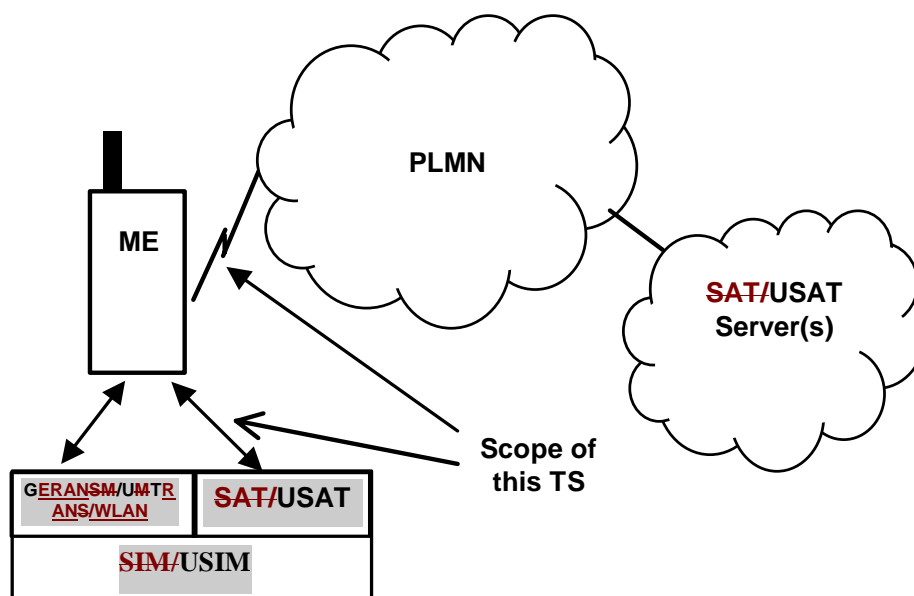 PLMN
ME
SAT/USAT
Server(s)
Scope of
this TS
GERANSM/UMTR
ANS/WLAN
SAT/USAT
SIM/USIM